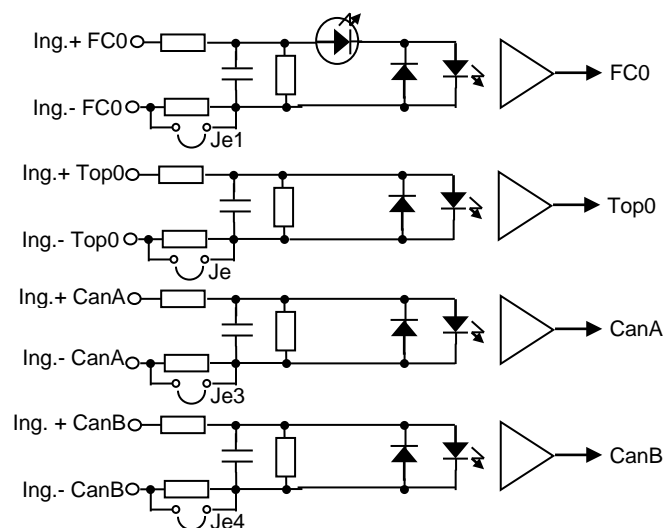 Ing.+ FC0
FC0
Ing.- FC0
Je1
Ing.+ Top0
Top0
Ing.- Top0
Je
Ing.+ CanA
CanA
Ing.- CanA
Je3
Ing. + CanB
CanB
Ing.- CanB
Je4